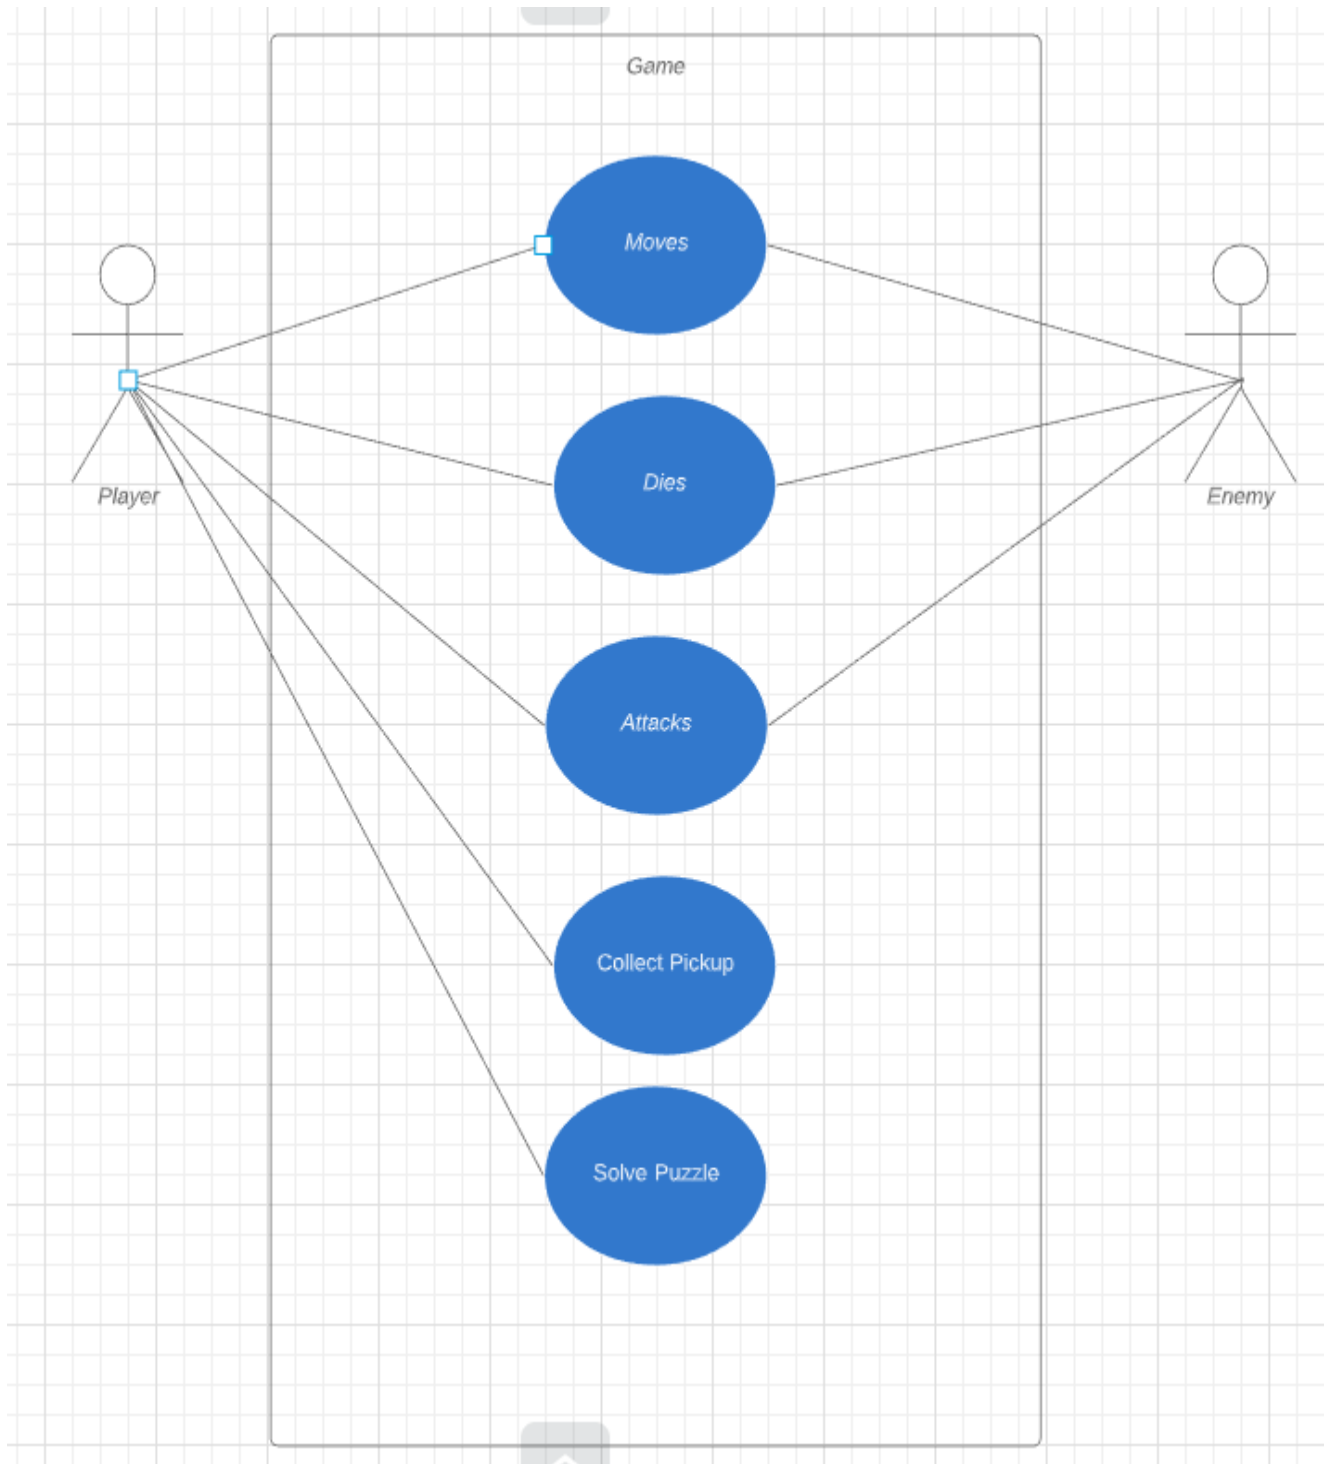 Game
Moves
Player
Dies
Enemy
Attacks
Collect Pickup
Solve Puzzle